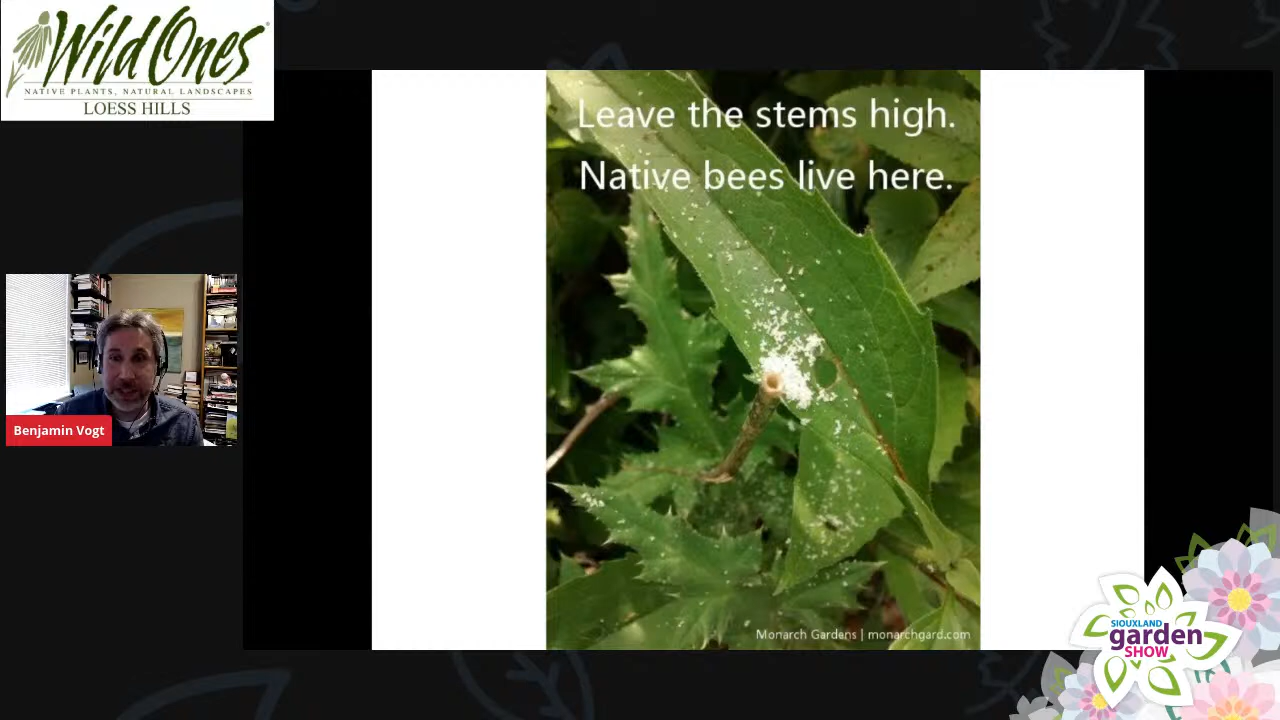 Wild Ones®
NATIVE PLANTS, NATURAL LANDSCAPES
LOESS HILLS
Leave the stems high.
Native bees live here.
Benjamin Vogt
Monarch Gardens | monarchgard.com
SIOUXLAND
garden
SHOW